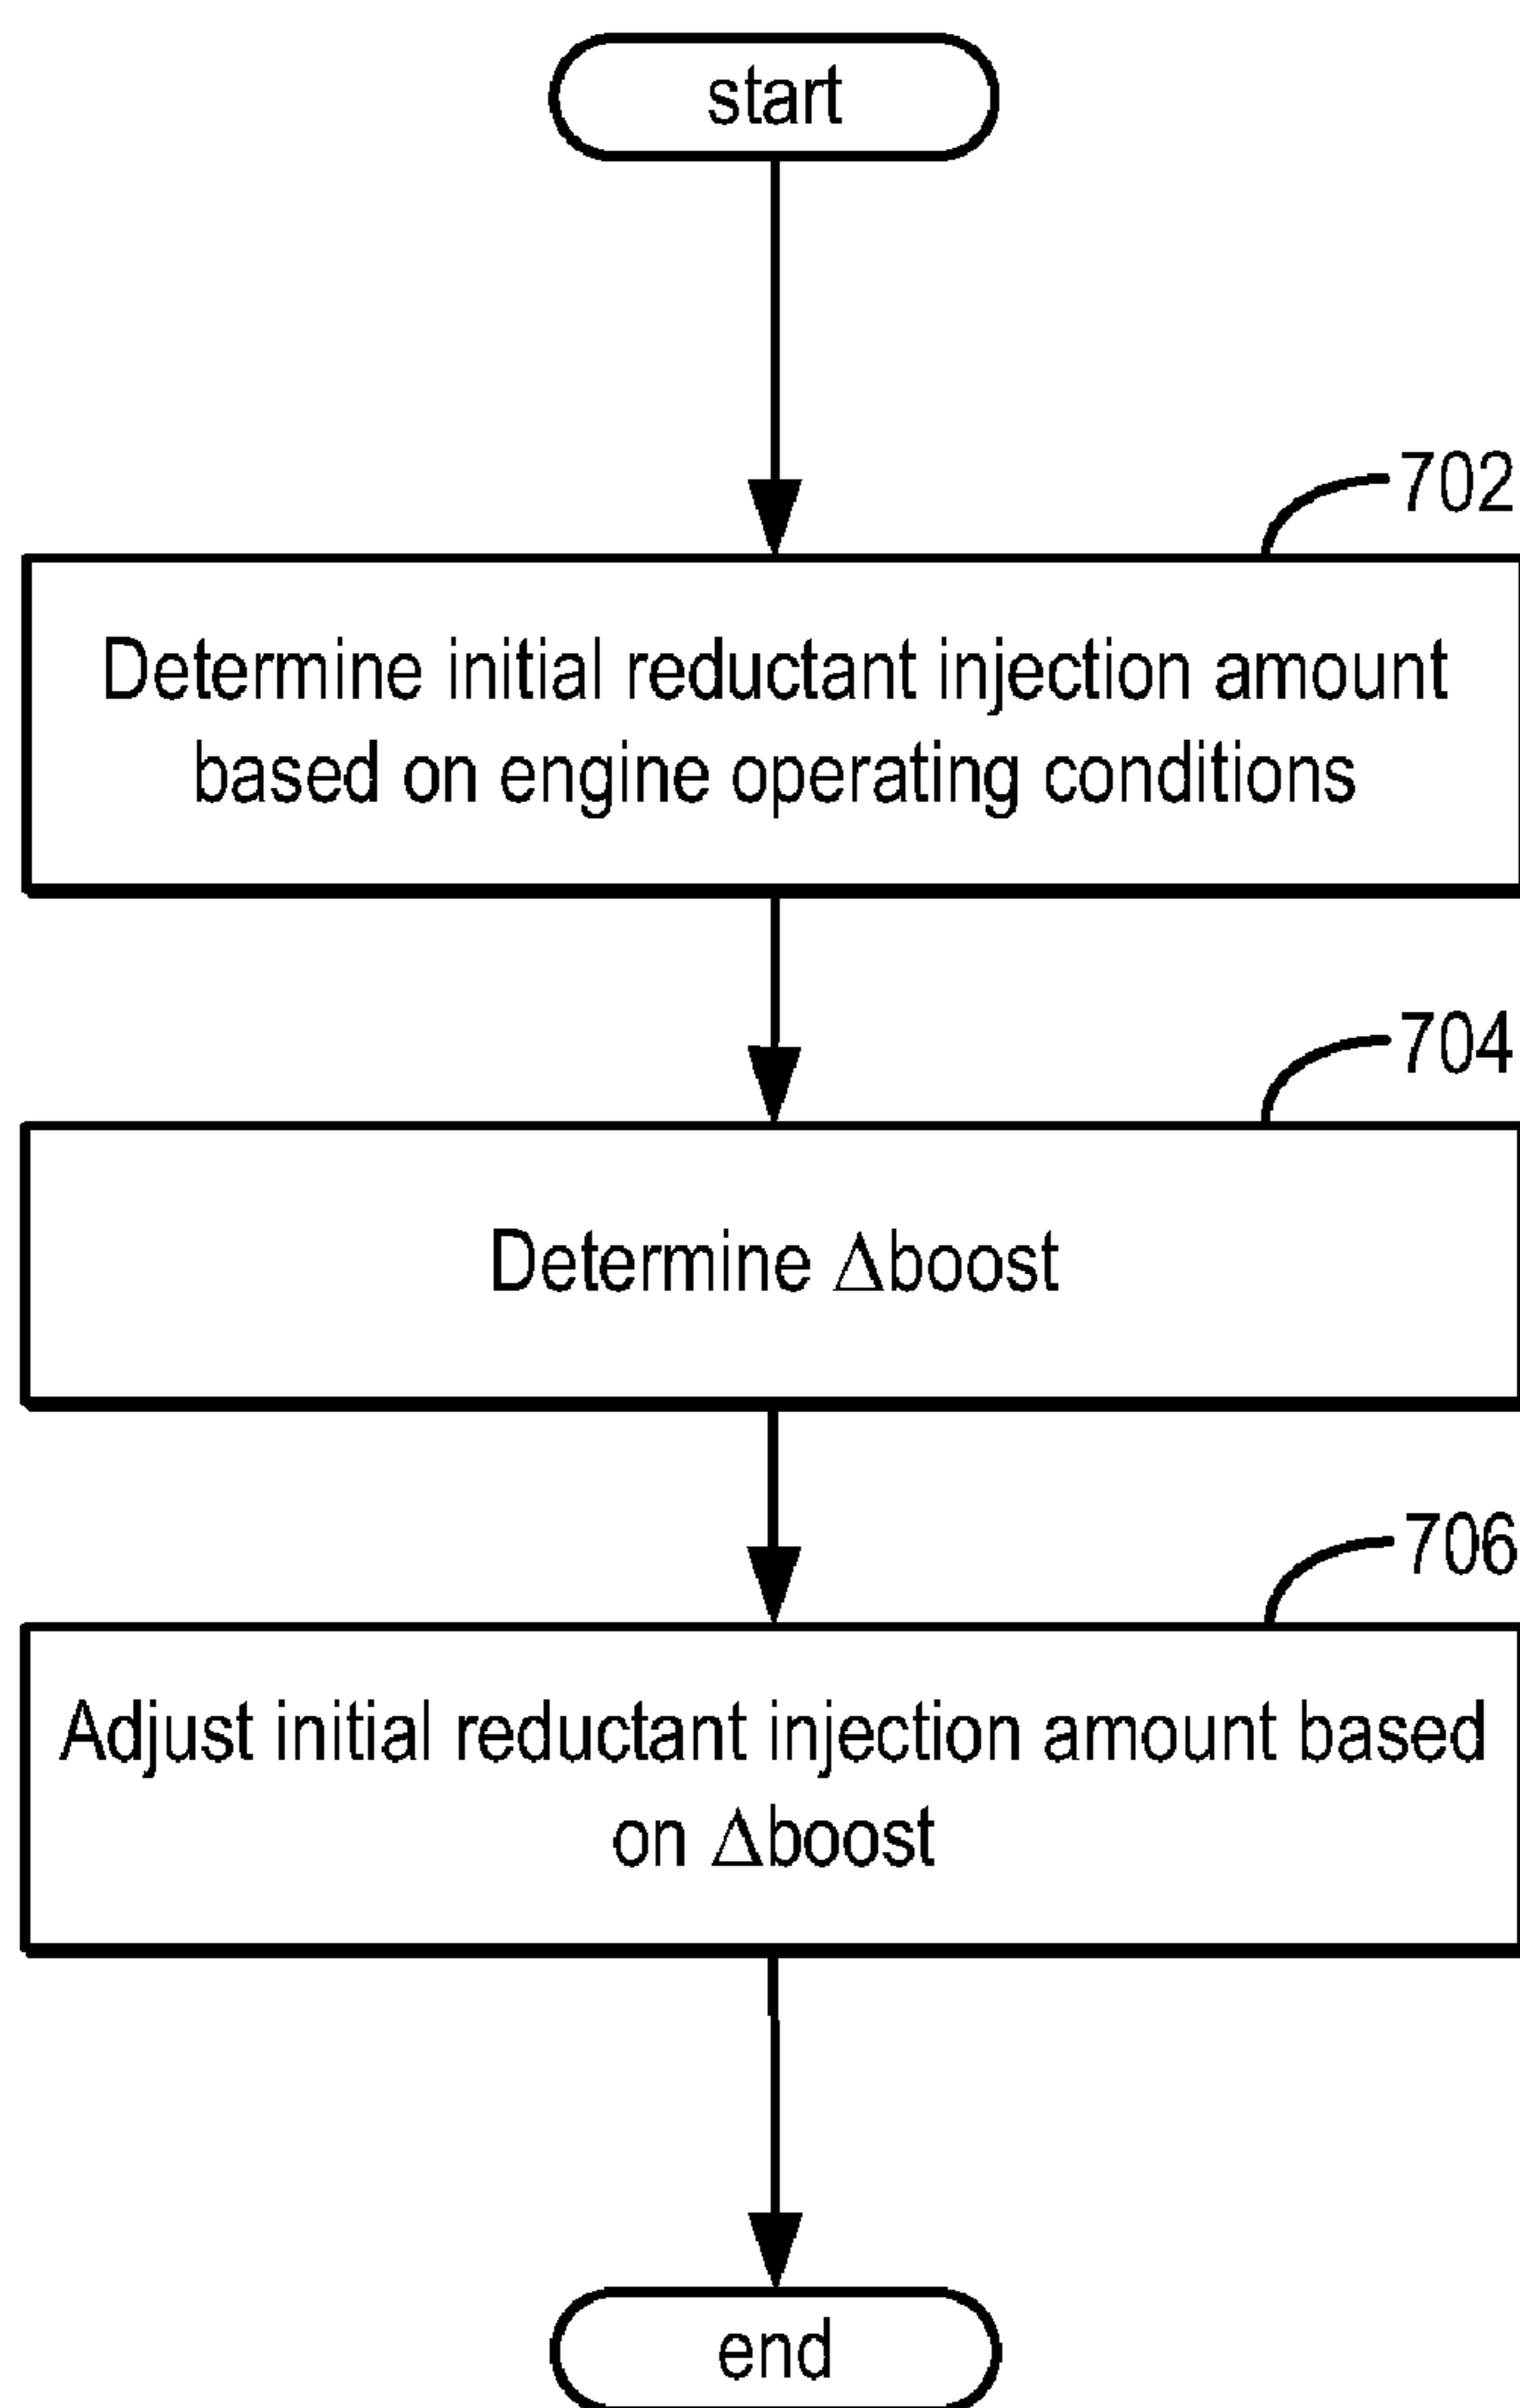 start
702
Determine initial reductant injection amount
based on engine operating conditions
704
Determine Δboost
706
Adjust initial reductant injection amount based
on Δboost
end